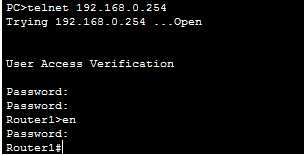 PC>telnet 192.168.0.254
Trying 192.168.0.254 ...Open
User Access Verification
Password:
Password:
Router1>en
Password:
Router1#